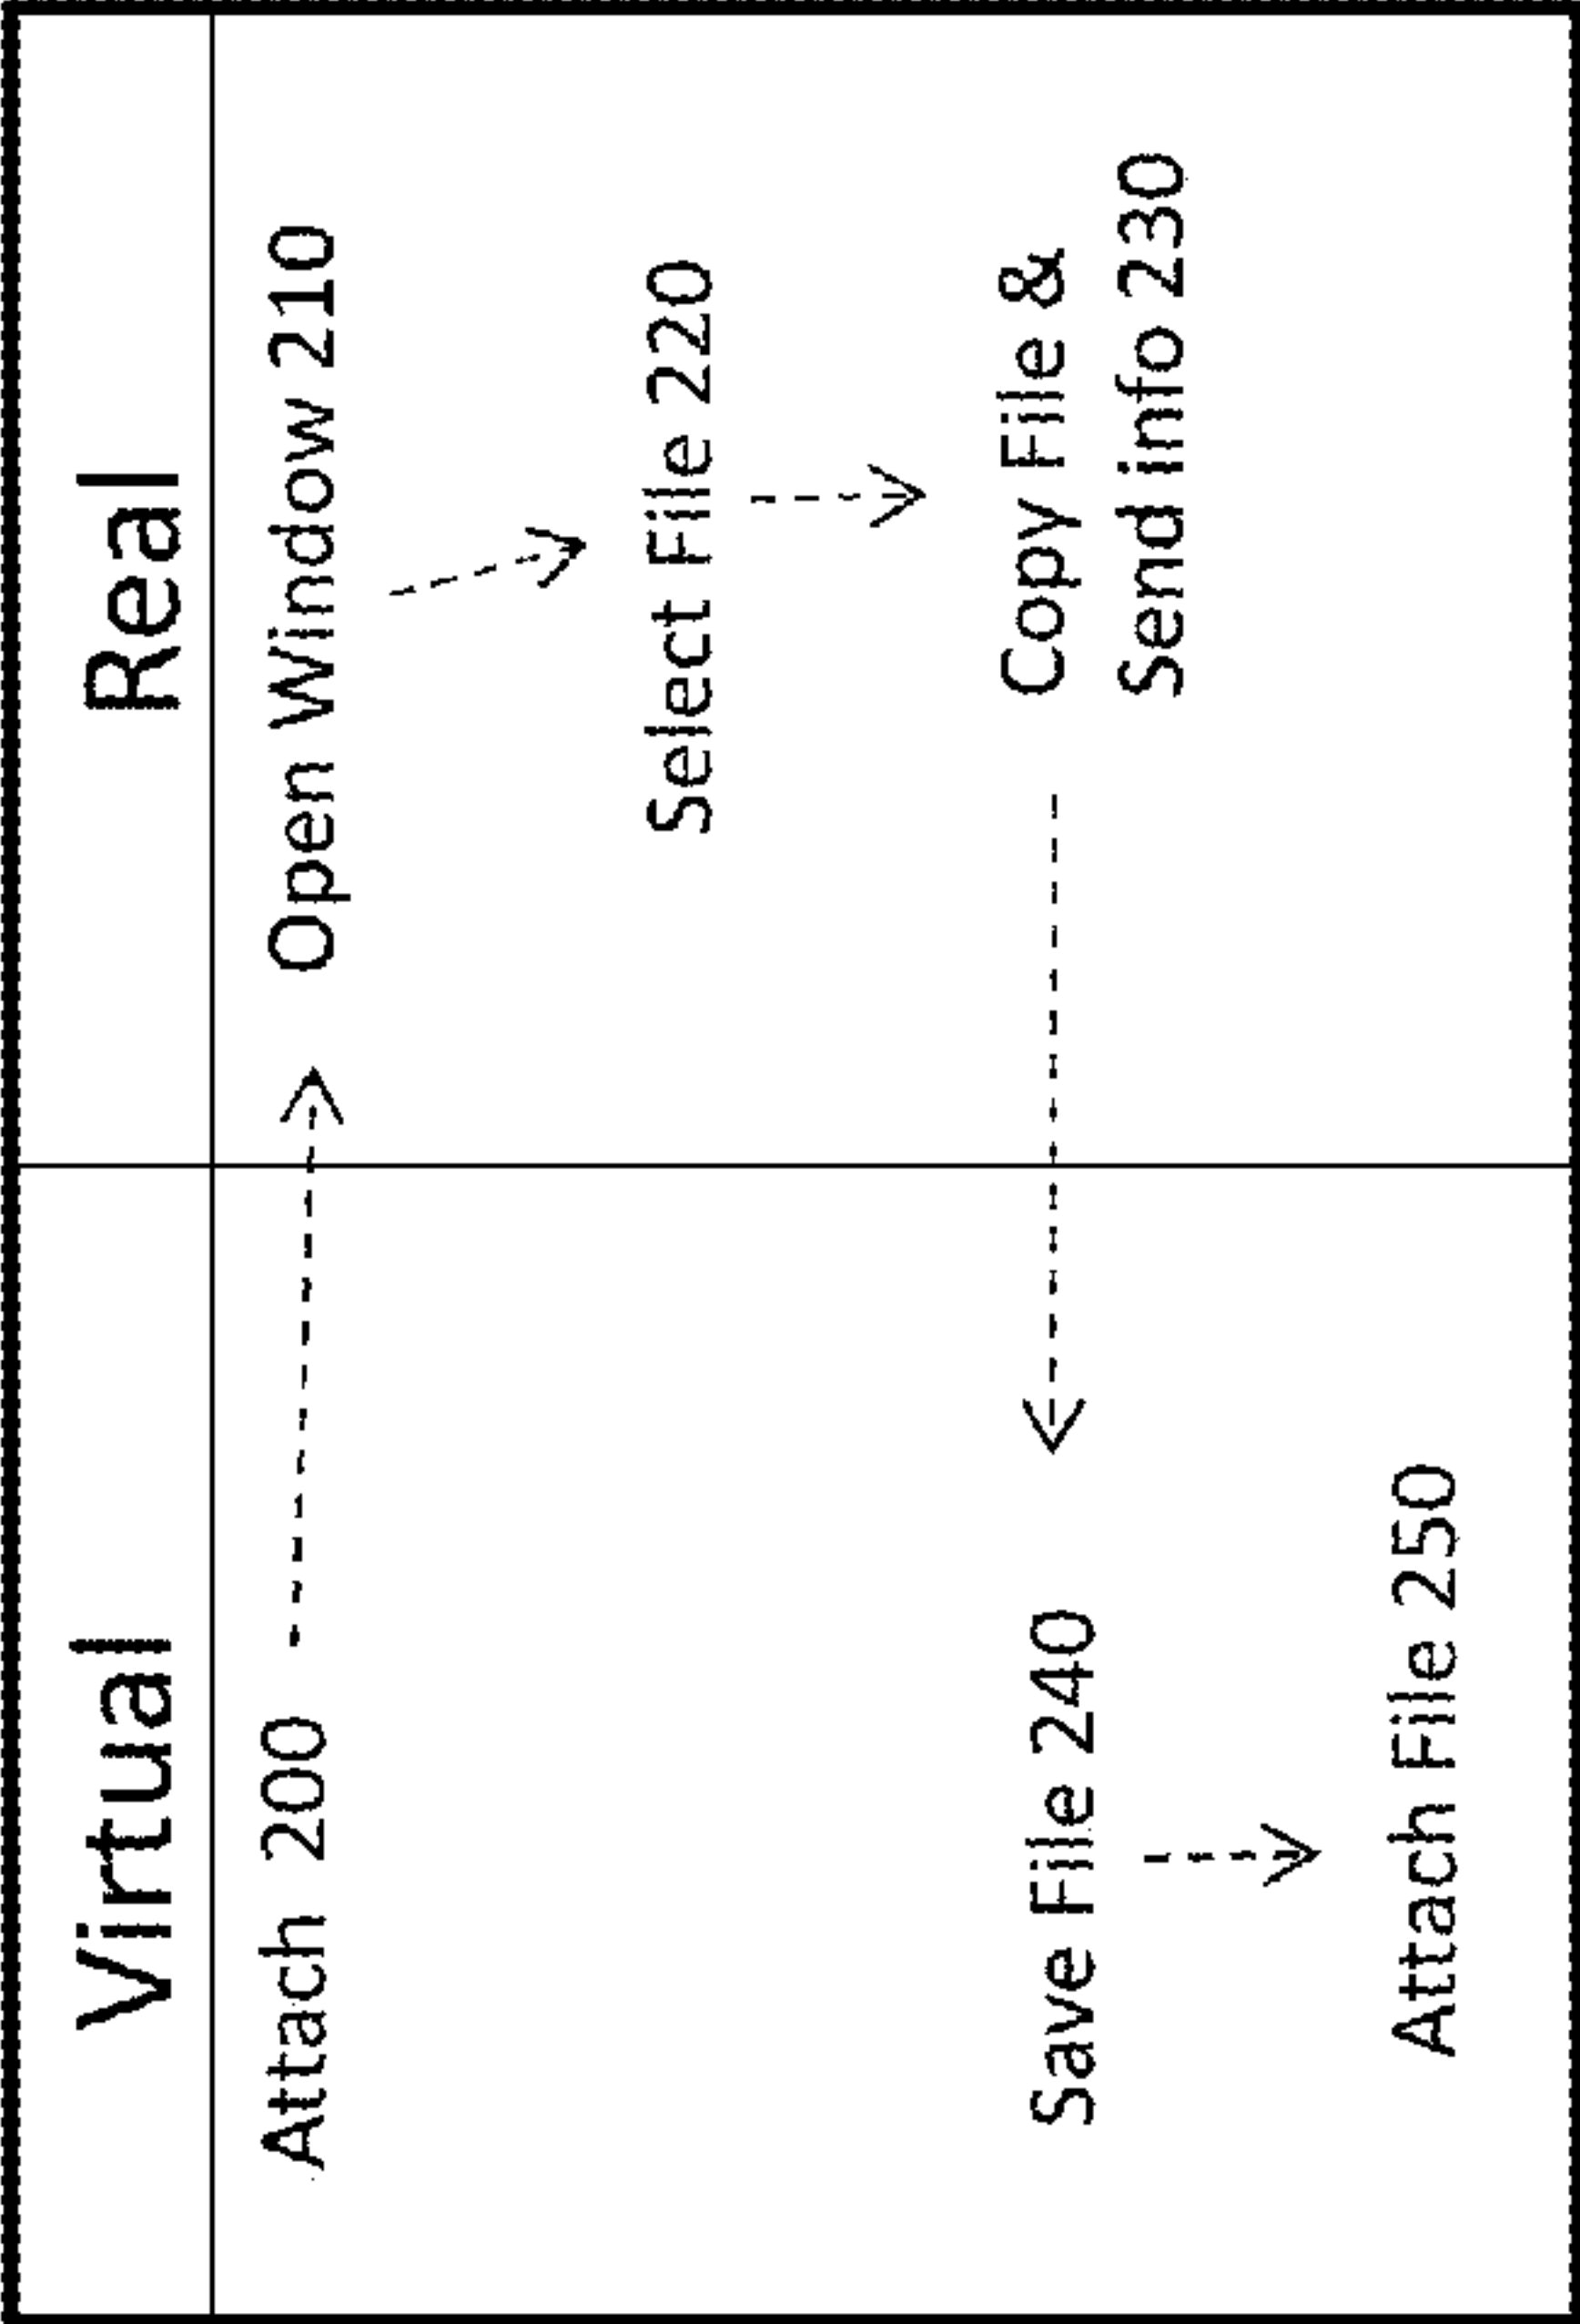 Virtual
Real
Attach 200
Open Window 210
Select File 220
Copy File &
Send info 230
Save File 240
Attach File 250